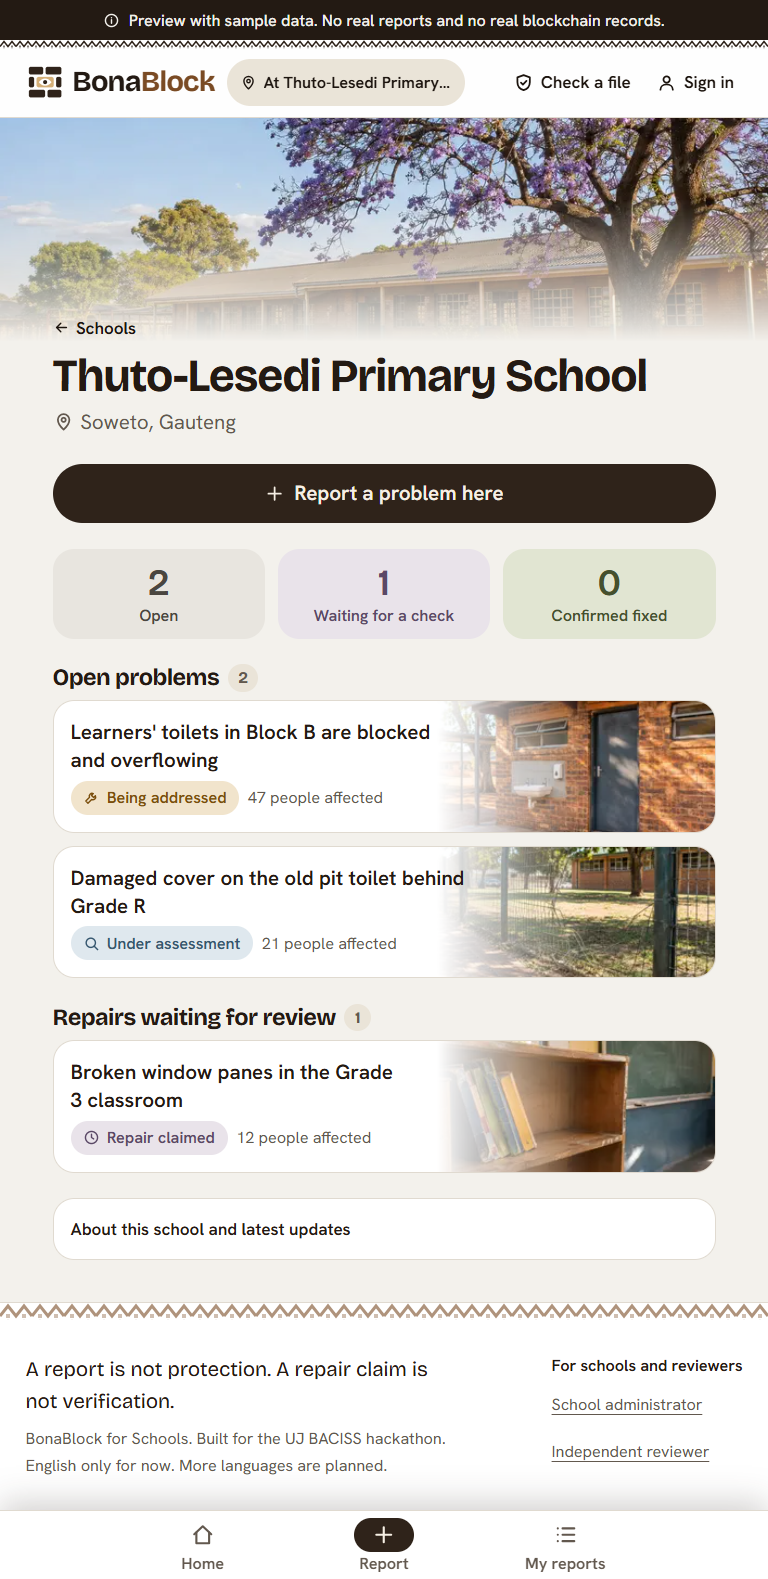 Preview with sample data. No real reports and no real blockchain records.
BonaBlock
At Thuto-Lesedi Primary...
Check a file
Sign in
Schools
Thuto-Lesedi Primary School
Soweto, Gauteng
Report a problem here
2
Open
1
Waiting for a check
0
Confirmed fixed
Open problems 2
Learners' toilets in Block B are blocked
and overflowing
Being addressed 47 people affected
Damaged cover on the old pit toilet behind
Grade R
Under assessment 21 people affected
Repairs waiting for review 1
Broken window panes in the Grade
3 classroom
Repair claimed 12 people affected
About this school and latest updates
A report is not protection. A repair claim is
not verification.
BonaBlock for Schools. Built for the UJ BACISS hackathon.
English only for now. More languages are planned.
For schools and reviewers
School administrator
Independent reviewer
Home
Report
My reports